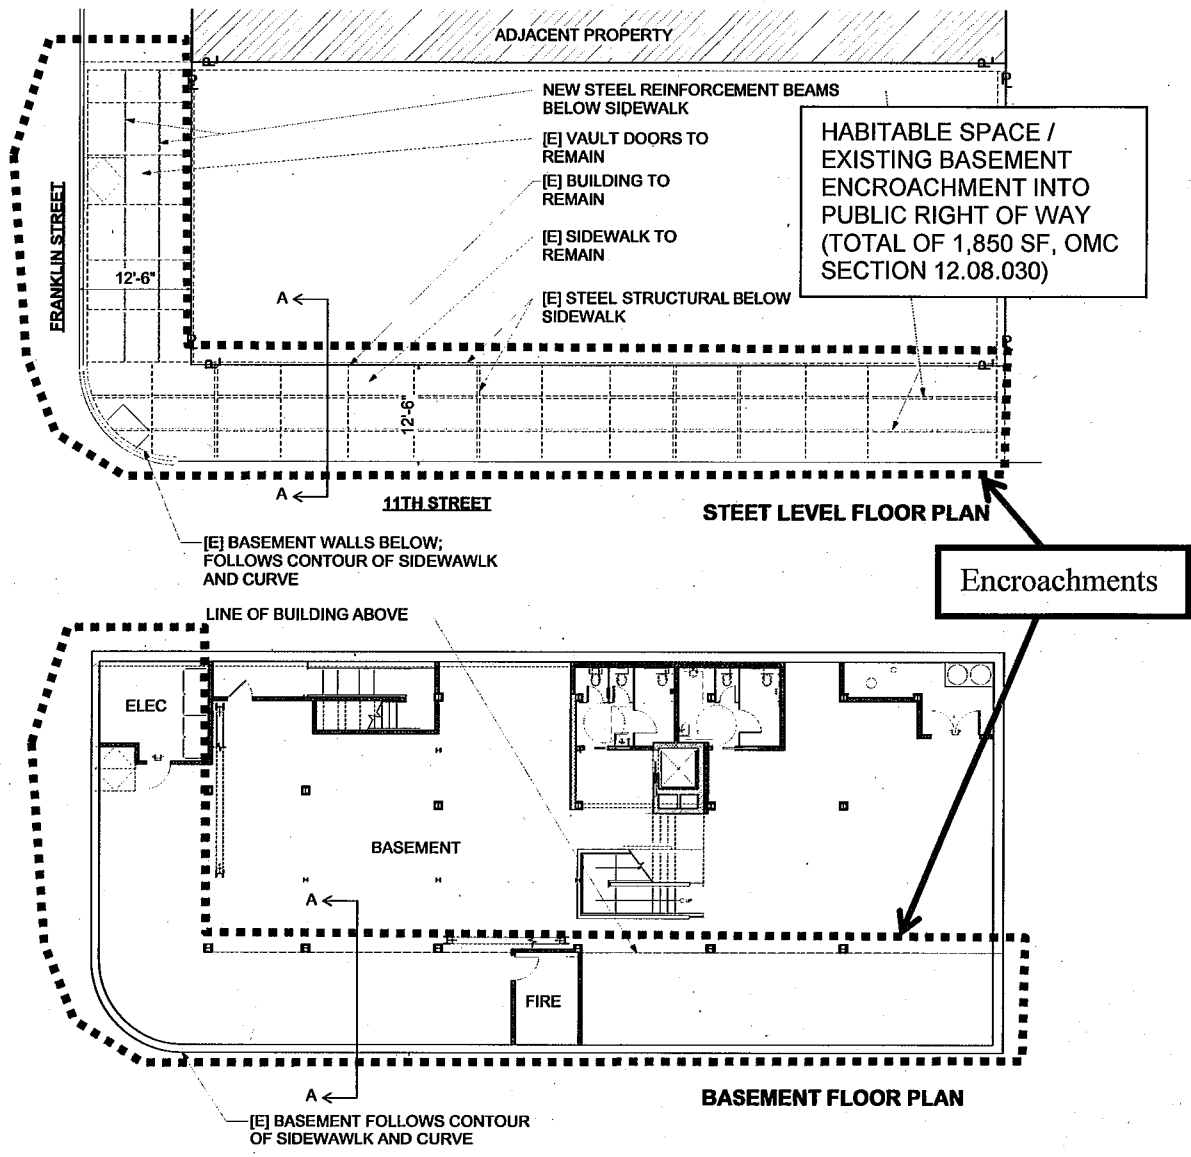 ADJACENT PROPERTY
NEW STEEL REINFORCEMENT BEAMS
BELOW SIDEWALK
[E] VAULT DOORS TO
REMAIN
[E] BUILDING TO
REMAIN
[E] SIDEWALK TO
REMAIN
[E] STEEL STRUCTURAL BELOW
SIDEWALK
HABITABLE SPACE /
EXISTING BASEMENT
ENCROACHMENT INTO
PUBLIC RIGHT OF WAY
(TOTAL OF 1,850 SF, OMC
SECTION 12.08.030)
FRANKLIN STREET
12'-6"
A
12'-6"
A
11TH STREET
STEET LEVEL FLOOR PLAN
[E] BASEMENT WALLS BELOW;
FOLLOWS CONTOUR OF SIDEWAWLK
AND CURVE
Encroachments
LINE OF BUILDING ABOVE
ELEC
BASEMENT
UP
A
FIRE
A
BASEMENT FLOOR PLAN
[E] BASEMENT FOLLOWS CONTOUR
OF SIDEWAWLK AND CURVE